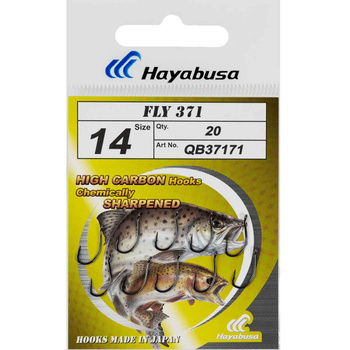 Hayabusa
FLY 371
14 Size Qty. 20
Art No. QB37171
HIGH CARBON Hooks
Chemically
SHARPENED
HOOKS MADE IN JAPAN
Hayabusa